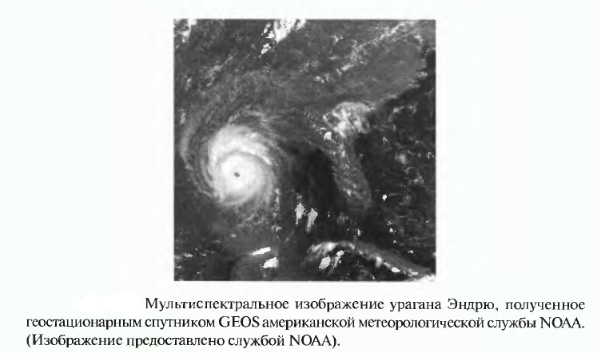 Мультиспектральное изображение урагана Эндрю, полученное
геостационарным спутником GEOS американской метеорологической службы NOAA.
(Изображение предоставлено службой NOAA).